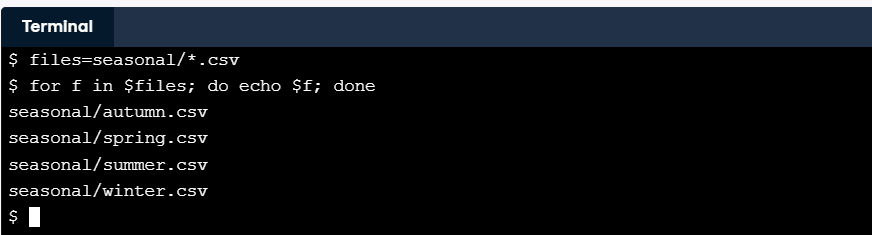 Terminal
$ files=seasonal/*.csv
$ for f in $files; do echo $f; done
seasonal/autumn.csv
seasonal/spring.csv
seasonal/summer.csv
seasonal/winter.csv
$